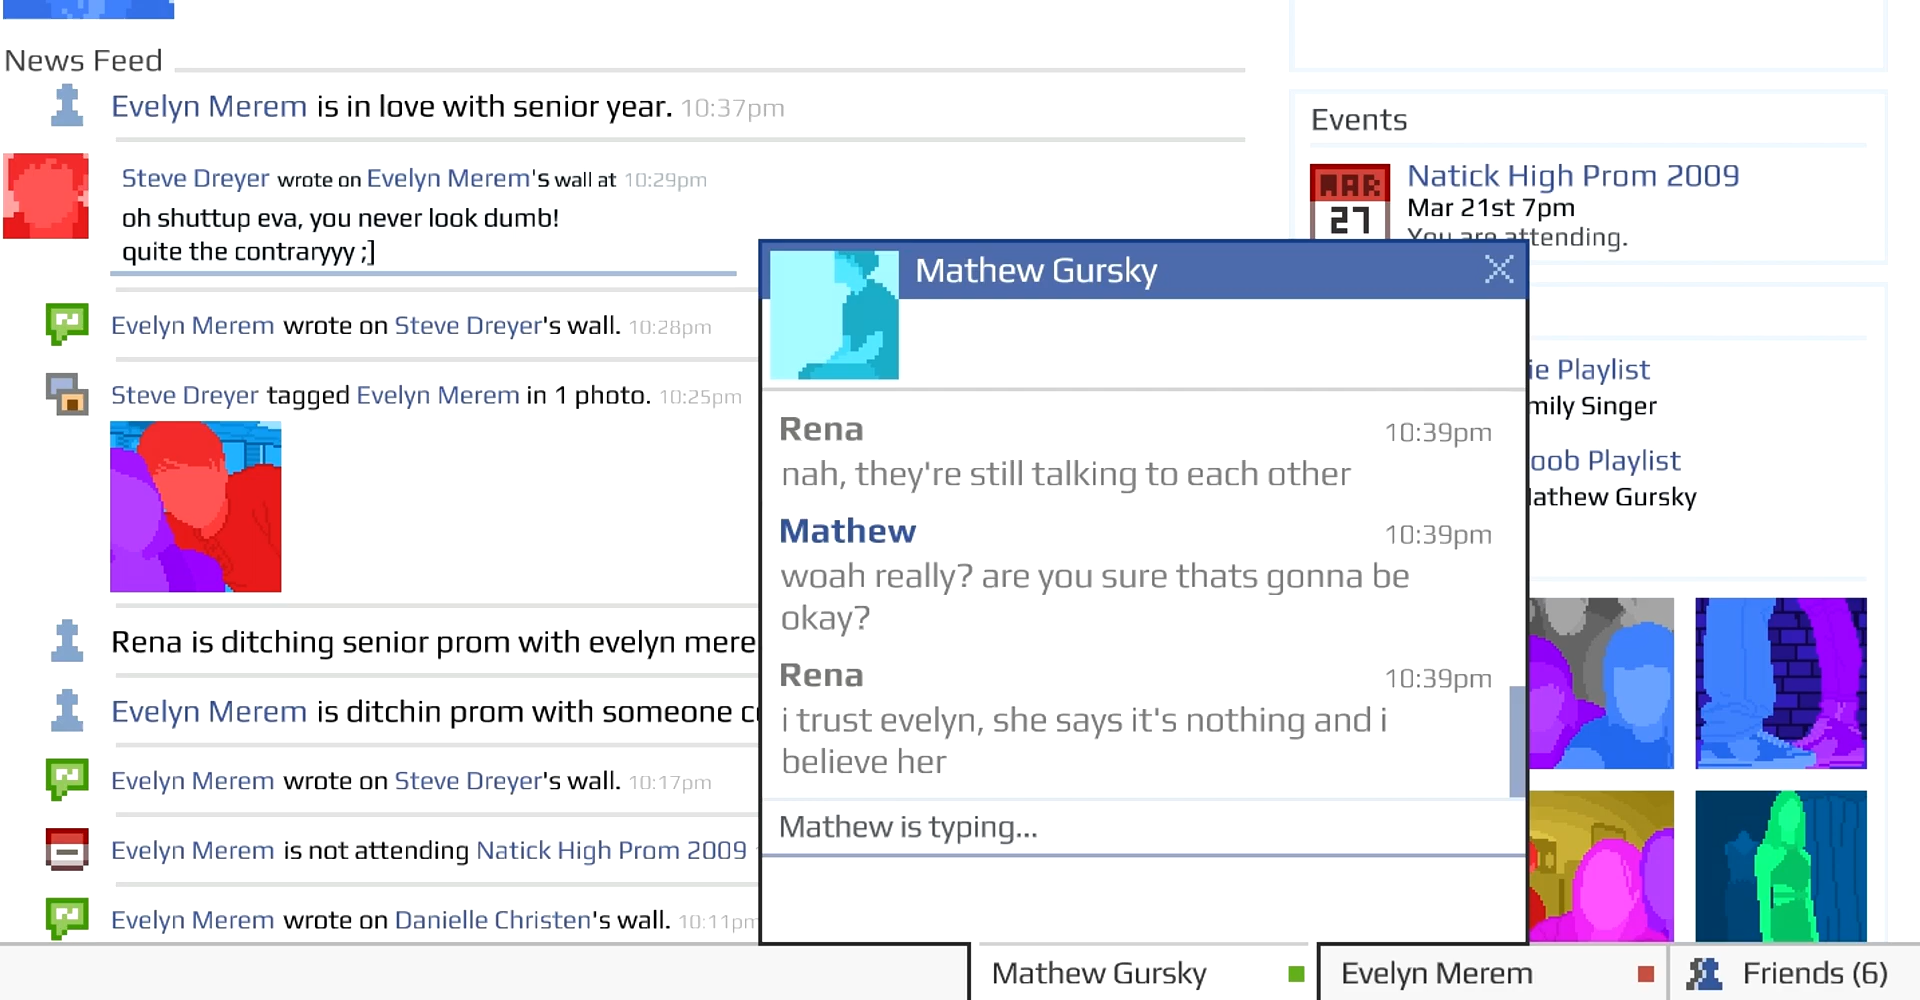 News Feed
Evelyn Merem is in love with senior year. 10:37pm
Steve Dreyer wrote on Evelyn Merem's wall at 10:29pm
oh shuttup eva, you never look dumb!
quite the contraryyy ;]
Evelyn Merem wrote on Steve Dreyer's wall. 10:28pm
Steve Dreyer tagged Evelyn Merem in 1 photo. 10:25pm
Rena is ditching senior prom with evelyn mere
Evelyn Merem is ditchin prom with someone
Evelyn Merem wrote on Steve Dreyer's wall. 10:17pm
Evelyn Merem is not attending Natick High Prom 2009
Evelyn Merem wrote on Danielle Christen's wall. 10:11pm
Events
MAR
27
Natick High Prom 2009
Mar 21st 7pm
You are attending.
ie Playlist
mily Singer
oob Playlist
athew Gursky
Mathew Gursky
Rena 10:39pm
nah, they're still talking to each other
Mathew 10:39pm
woah really? are you sure thats gonna be
okay?
Rena 10:39pm
i trust evelyn, she says it's nothing and i
believe her
Mathew is typing...
Mathew Gursky
Evelyn Merem
Friends (6)